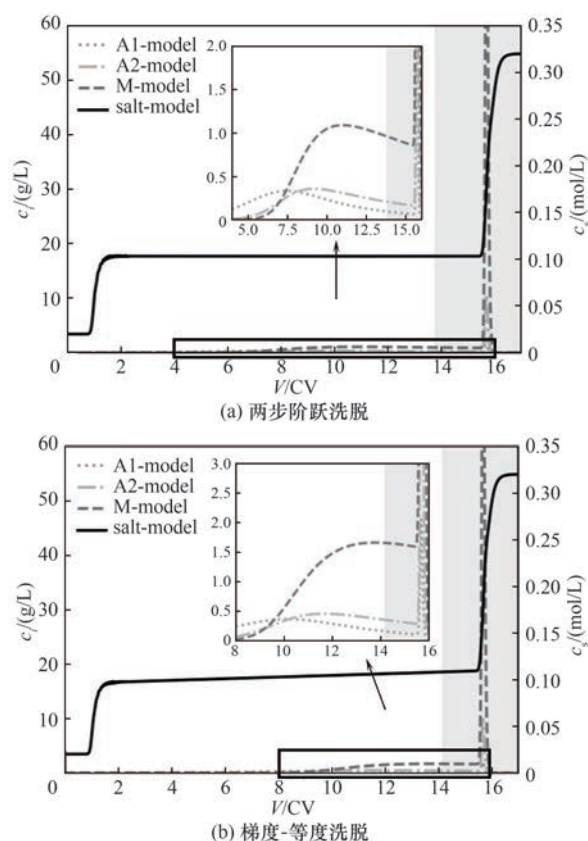 60
50
40
30
20
10
0
c_i/(g/L)
A1-model
A2-model
M-model
salt-model
2.0
1.5
1.0
0.5
0
5.0 7.5 10.0 12.5 15.0
0.35
0.30
0.25
0.20
0.15
0.10
0.05
0
c_s/(mol/L)
2 4 6 8 10 12 14 16
V/CV
(a) 两步阶跃洗脱
60
50
40
30
20
10
0
c_i/(g/L)
A1-model
A2-model
M-model
salt-model
3.0
2.5
2.0
1.5
1.0
0.5
0
8 10 12 14 16
0.35
0.30
0.25
0.20
0.15
0.10
0.05
0
c_s/(mol/L)
2 4 6 8 10 12 14 16
V/CV
(b) 梯度-等度洗脱